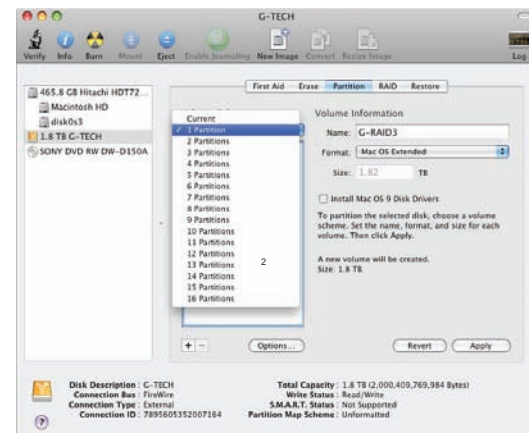 G-TECH
Verify Info Burn Mount Eject Enable Journaling New Image Convert Resize Image Log
First Aid Erase Partition RAID Restore
465.8 GB Hitachi HDT72...
Macintosh HD
disk0s3
1.8 TB G-TECH
SONY DVD RW DW-D150A
Current
✓ 1 Partition
2 Partitions
3 Partitions
4 Partitions
5 Partitions
6 Partitions
7 Partitions
8 Partitions
9 Partitions
10 Partitions
11 Partitions
12 Partitions
13 Partitions
14 Partitions
15 Partitions
16 Partitions
2
Volume Information
Name: G-RAID3
Format: Mac OS Extended
Size: 1.82 TB
Install Mac OS 9 Disk Drivers
To partition the selected disk, choose a volume
scheme. Set the name, format, and size for each
volume. Then click Apply.
A new volume will be created.
Size: 1.8 TB
+ − Options... Revert Apply
Disk Description : G-TECH
Connection Bus : FireWire
Connection Type : External
Connection ID : 7895605352007164
Total Capacity : 1.8 TB (2,000,409,769,984 Bytes)
Write Status : Read/Write
S.M.A.R.T. Status : Not Supported
Partition Map Scheme : Unformatted
?